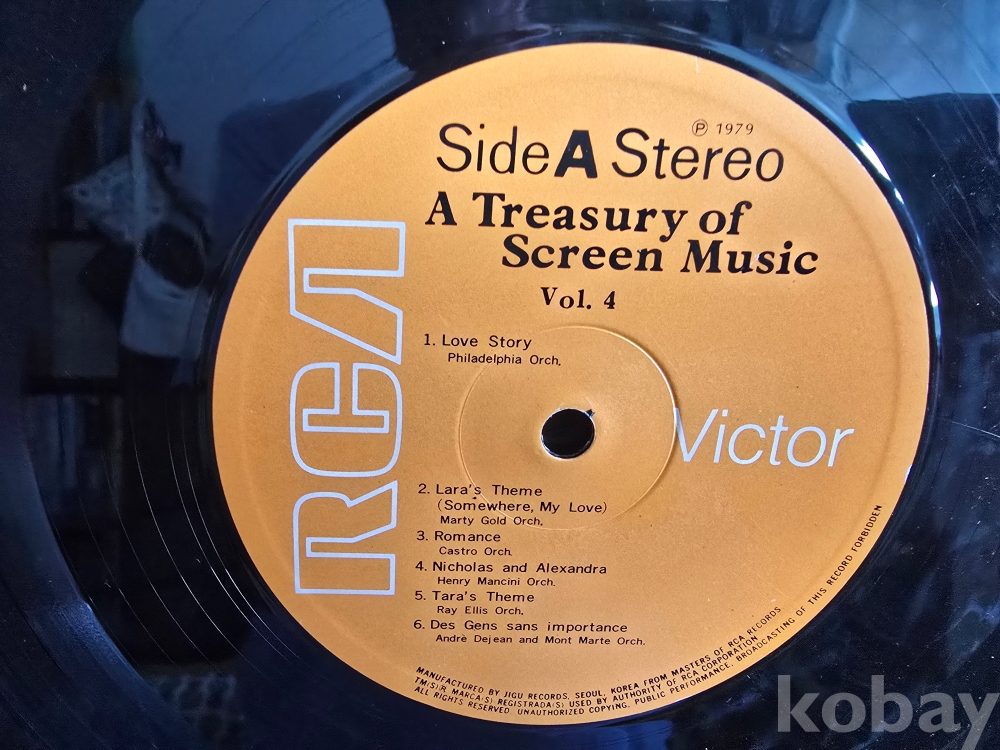 ℗ 1979
Side A Stereo
A Treasury of
Screen Music
Vol. 4
RCA
1. Love Story
Philadelphia Orch.
Victor
2. Lara's Theme
(Somewhere, My Love)
Marty Gold Orch.
3. Romance
Castro Orch.
4. Nicholas and Alexandra
Henry Mancini Orch.
5. Tara's Theme
Ray Ellis Orch.
6. Des Gens sans importance
Andrè Dejean and Mont Marte Orch.
MANUFACTURED BY JIGU RECORDS, SEOUL, KOREA FROM MASTERS OF RCA RECORDS
TM(S)® MARCA(S) REGISTRADA(S) USED BY AUTHORITY OF RCA CORPORATION
ALL RIGHTS RESERVED. UNAUTHORIZED COPYING, PUBLIC PERFORMANCE, BROADCASTING OF THIS RECORD FORBIDDEN
kobay